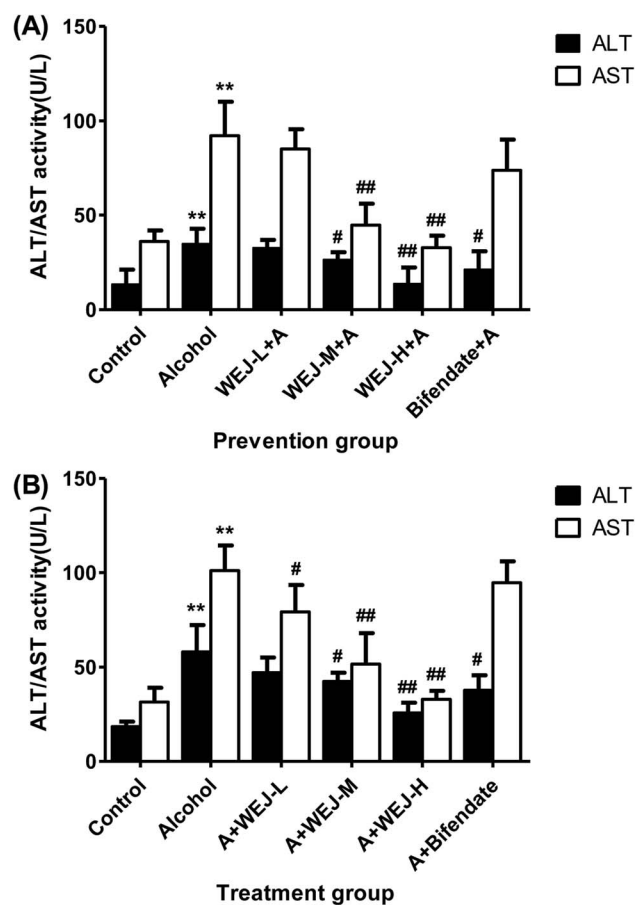 (A)
ALT/AST activity(U/L)
150
100
50
0
ALT
AST
**
**
#
##
##
##
#
Control
Alcohol
WEJ-L+A
WEJ-M+A
WEJ-H+A
Bifendate+A
Prevention group
(B)
ALT/AST activity(U/L)
150
100
50
0
ALT
AST
**
**
#
#
##
##
##
#
Control
Alcohol
A+WEJ-L
A+WEJ-M
A+WEJ-H
A+Bifendate
Treatment group